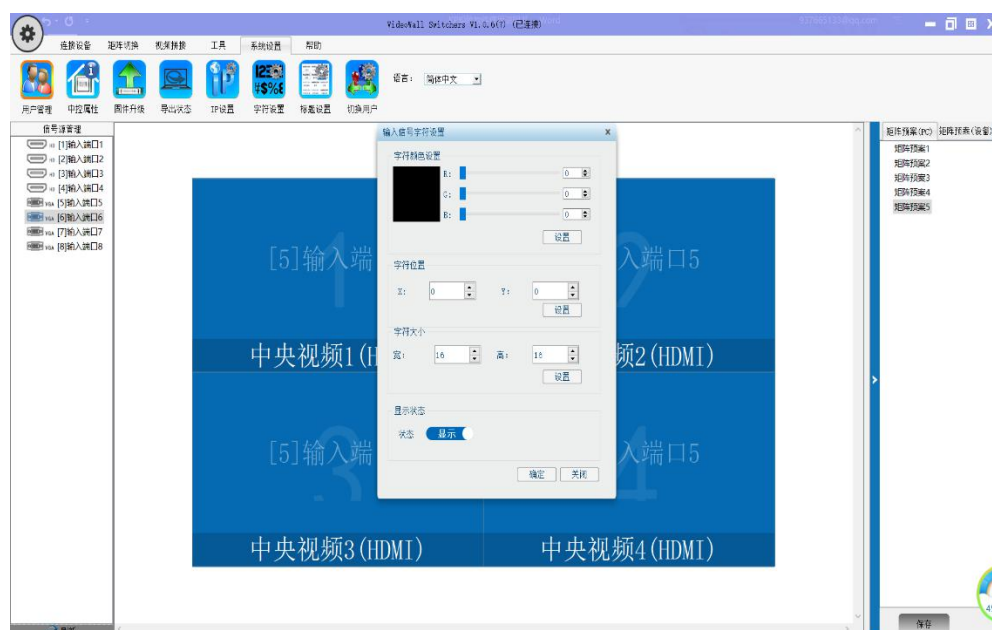 VideoWall Switchers V1.0.6(7) (已连接)
连接设备 矩阵切换 视频拼接 工具 系统设置 帮助
用户管理 中控属性 固件升级 导出状态 IP设置 字符设置 标题设置 切换用户
语言: 简体中文
信号源管理
[1]输入端口1
[2]输入端口2
[3]输入端口3
[4]输入端口4
VGA [5]输入端口5
VGA [6]输入端口6
VGA [7]输入端口7
VGA [8]输入端口8
[5]输入端
入端口5
中央视频1(H
频2(HDMI)
[5]输入端
入端口5
中央视频3(HDMI)
中央视频4(HDMI)
1
2
3
4
输入信号字符设置 x
字符颜色设置
R: 0
G: 0
B: 0
设置
字符位置
X: 0 Y: 0
设置
字符大小
宽: 16 高: 16
设置
显示状态
状态 显示
确定 关闭
矩阵预案(PC) 矩阵预案(设备)
矩阵预案1
矩阵预案2
矩阵预案3
矩阵预案4
矩阵预案5
保存